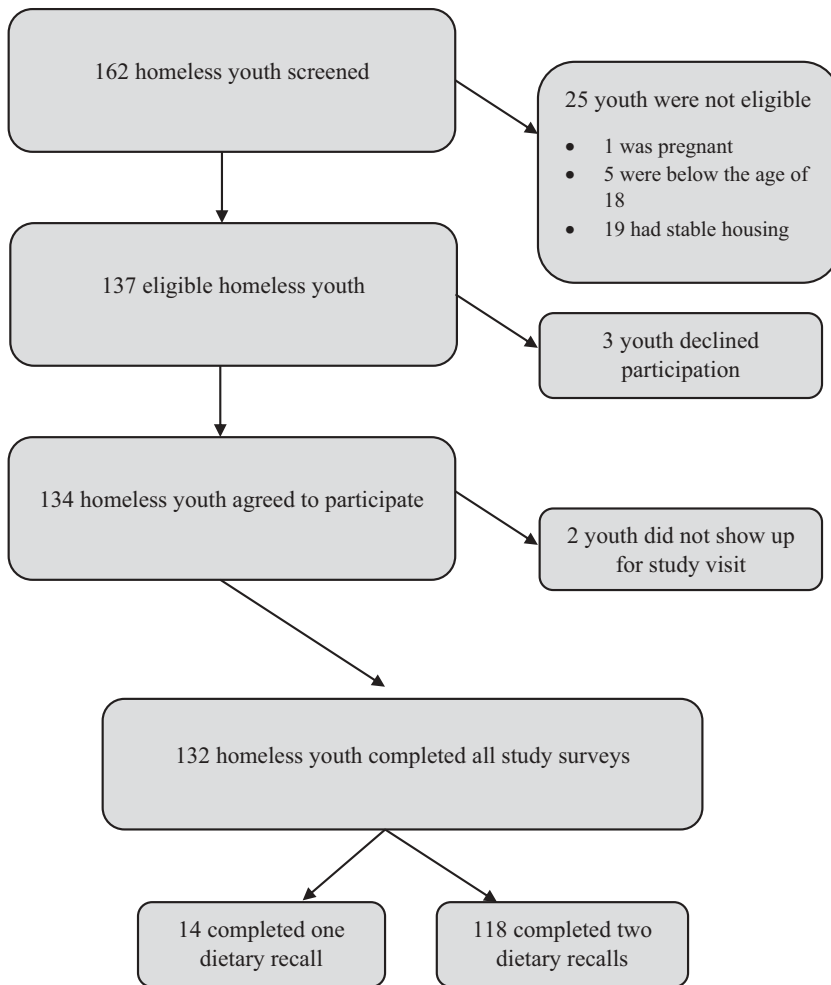 162 homeless youth screened
25 youth were not eligible
• 1 was pregnant
• 5 were below the age of
18
• 19 had stable housing
137 eligible homeless youth
3 youth declined
participation
134 homeless youth agreed to participate
2 youth did not show up
for study visit
132 homeless youth completed all study surveys
14 completed one
dietary recall
118 completed two
dietary recalls